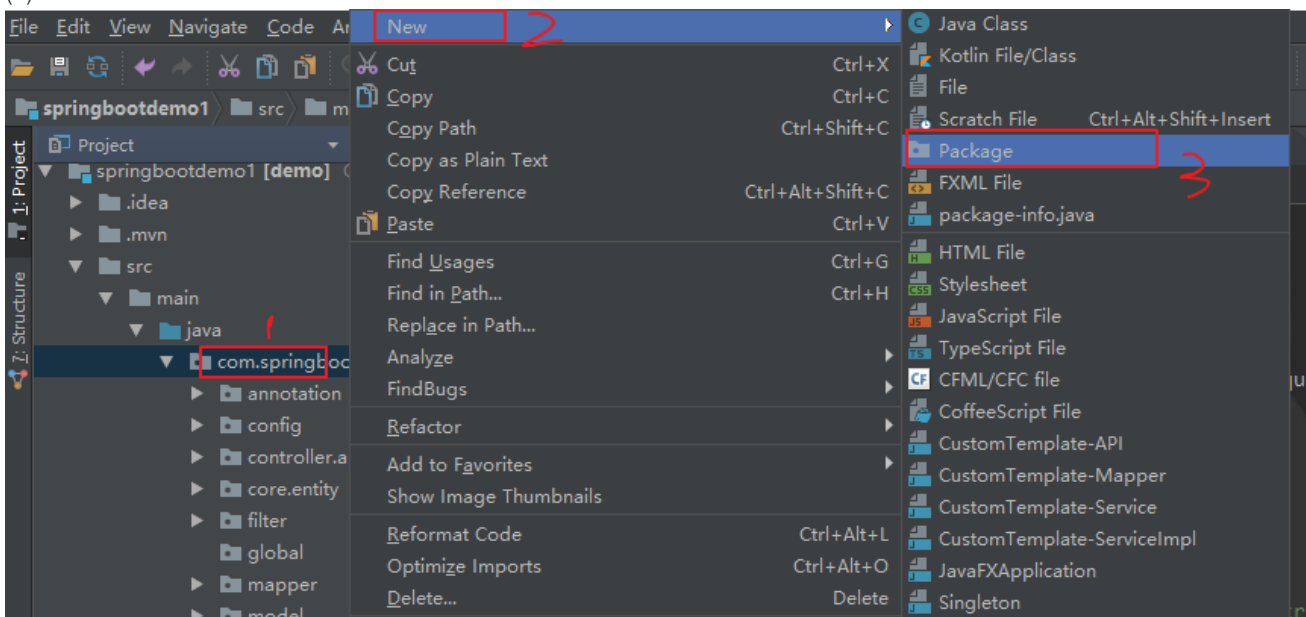 File Edit View Navigate Code
springbootdemo1 src
1: Project
7: Structure
Project
springbootdemo1 [demo]
.idea
.mvn
src
main
java 1
com.springboo
annotation
config
controller.a
core.entity
filter
global
mapper
model
New 2
Cut Ctrl+X
Copy Ctrl+C
Copy Path Ctrl+Shift+C
Copy as Plain Text
Copy Reference Ctrl+Alt+Shift+C
Paste Ctrl+V
Find Usages Ctrl+G
Find in Path... Ctrl+H
Replace in Path...
Analyze
FindBugs
Refactor
Add to Favorites
Show Image Thumbnails
Reformat Code Ctrl+Alt+L
Optimize Imports Ctrl+Alt+O
Delete... Delete
Java Class
Kotlin File/Class
File
Scratch File Ctrl+Alt+Shift+Insert
Package 3
FXML File
package-info.java
HTML File
Stylesheet
JavaScript File
TypeScript File
CFML/CFC file
CoffeeScript File
CustomTemplate-API
CustomTemplate-Mapper
CustomTemplate-Service
CustomTemplate-ServiceImpl
JavaFXApplication
Singleton